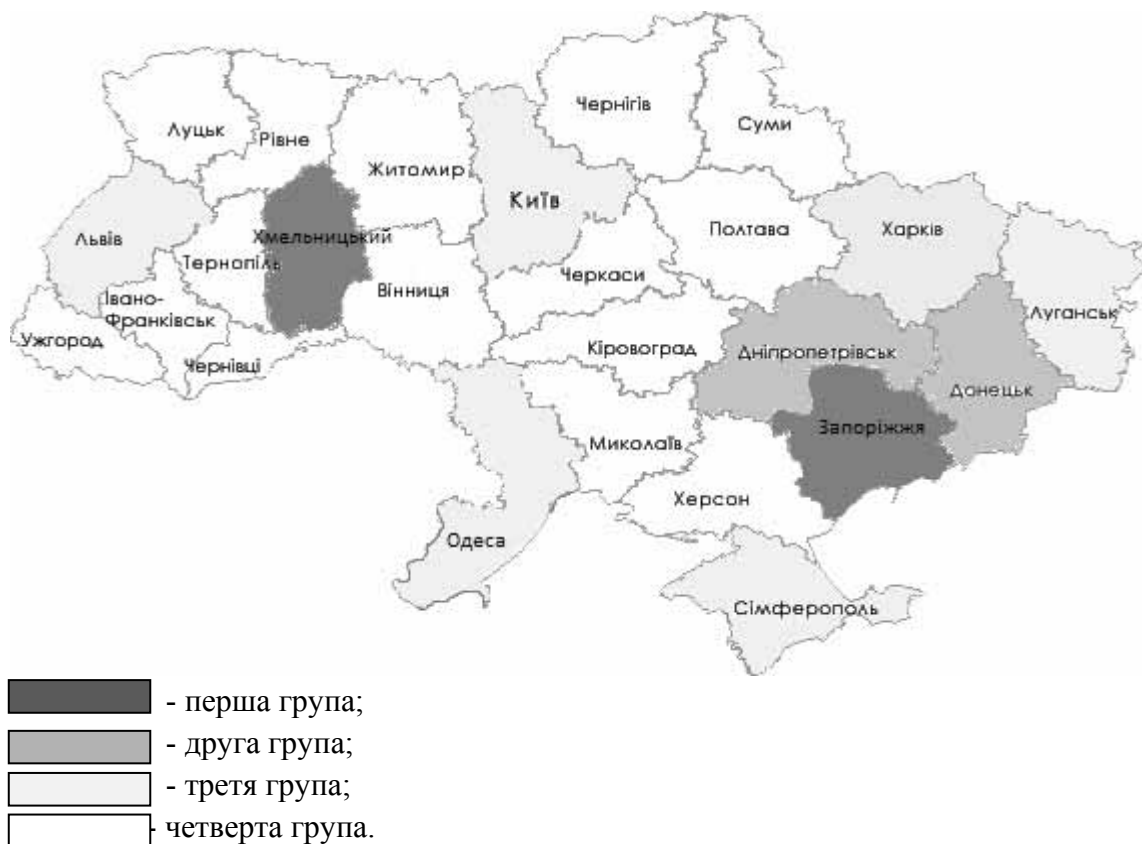 Чернігів
Суми
Луцьк
Рівне
Житомир
Київ
Львів
Хмельницький
Тернопіль
Вінниця
Черкаси
Полтава
Харків
Івано-
Франківськ
Ужгород
Чернівці
Кіровоград
Дніпропетрівськ
Луганськ
Донецьк
Запоріжжя
Миколаїв
Херсон
Одеса
Сімферополь
- перша група;
- друга група;
- третя група;
- четверта група.